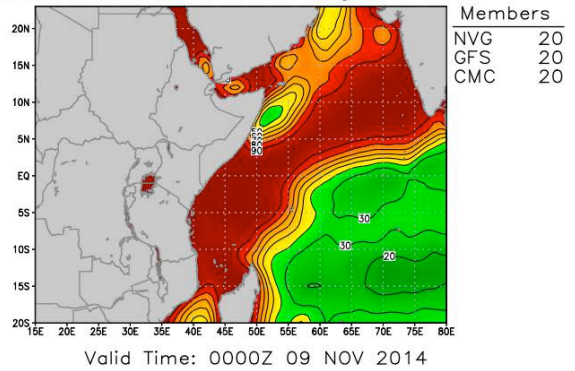 Members
NVG 20
GFS 20
CMC 20
20N
15N
10N
5N
EQ
5S
10S
15S
20S
90
30
30
20
15E 20E 25E 30E 35E 40E 45E 50E 55E 60E 65E 70E 75E 80E
Valid Time: 0000Z 09 NOV 2014